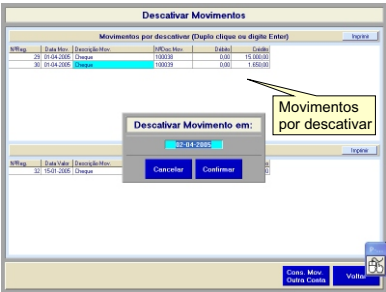 Descativar Movimentos
Movimentos por descativar (Duplo clique ou digite Enter)
Imprimir
NºReg. Data Mov. Descrição Mov. NºDoc Mov. Débito Crédito
29 01-04-2005 Cheque 100038 0,00 15.000,00
30 01-04-2005 Cheque 100039 0,00 1.650,00
Movimentos
por descativar
Descativar Movimento em:
02-04-2005
Cancelar Confirmar
Imprimir
NºReg. Data Valor Descrição Mov.
32 15-01-2005 Cheque
Cons. Mov.
Outra Conta
Voltar